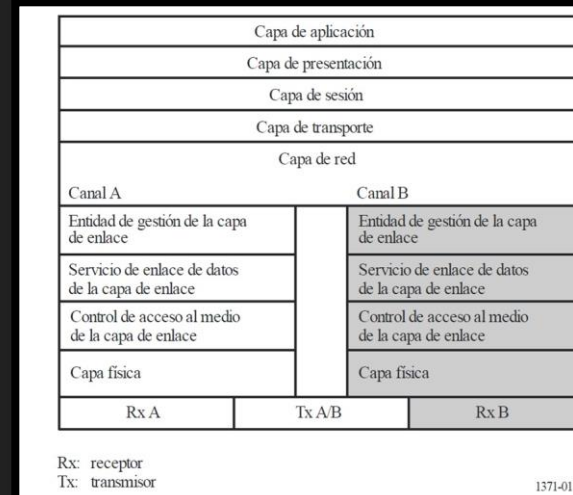 Capa de aplicación
Capa de presentación
Capa de sesión
Capa de transporte
Capa de red
Canal A
Canal B
Entidad de gestión de la capa
de enlace
Entidad de gestión de la capa
de enlace
Servicio de enlace de datos
de la capa de enlace
Servicio de enlace de datos
de la capa de enlace
Control de acceso al medio
de la capa de enlace
Control de acceso al medio
de la capa de enlace
Capa física
Capa física
Rx A
Tx A/B
Rx B
Rx: receptor
Tx: transmisor
1371-01